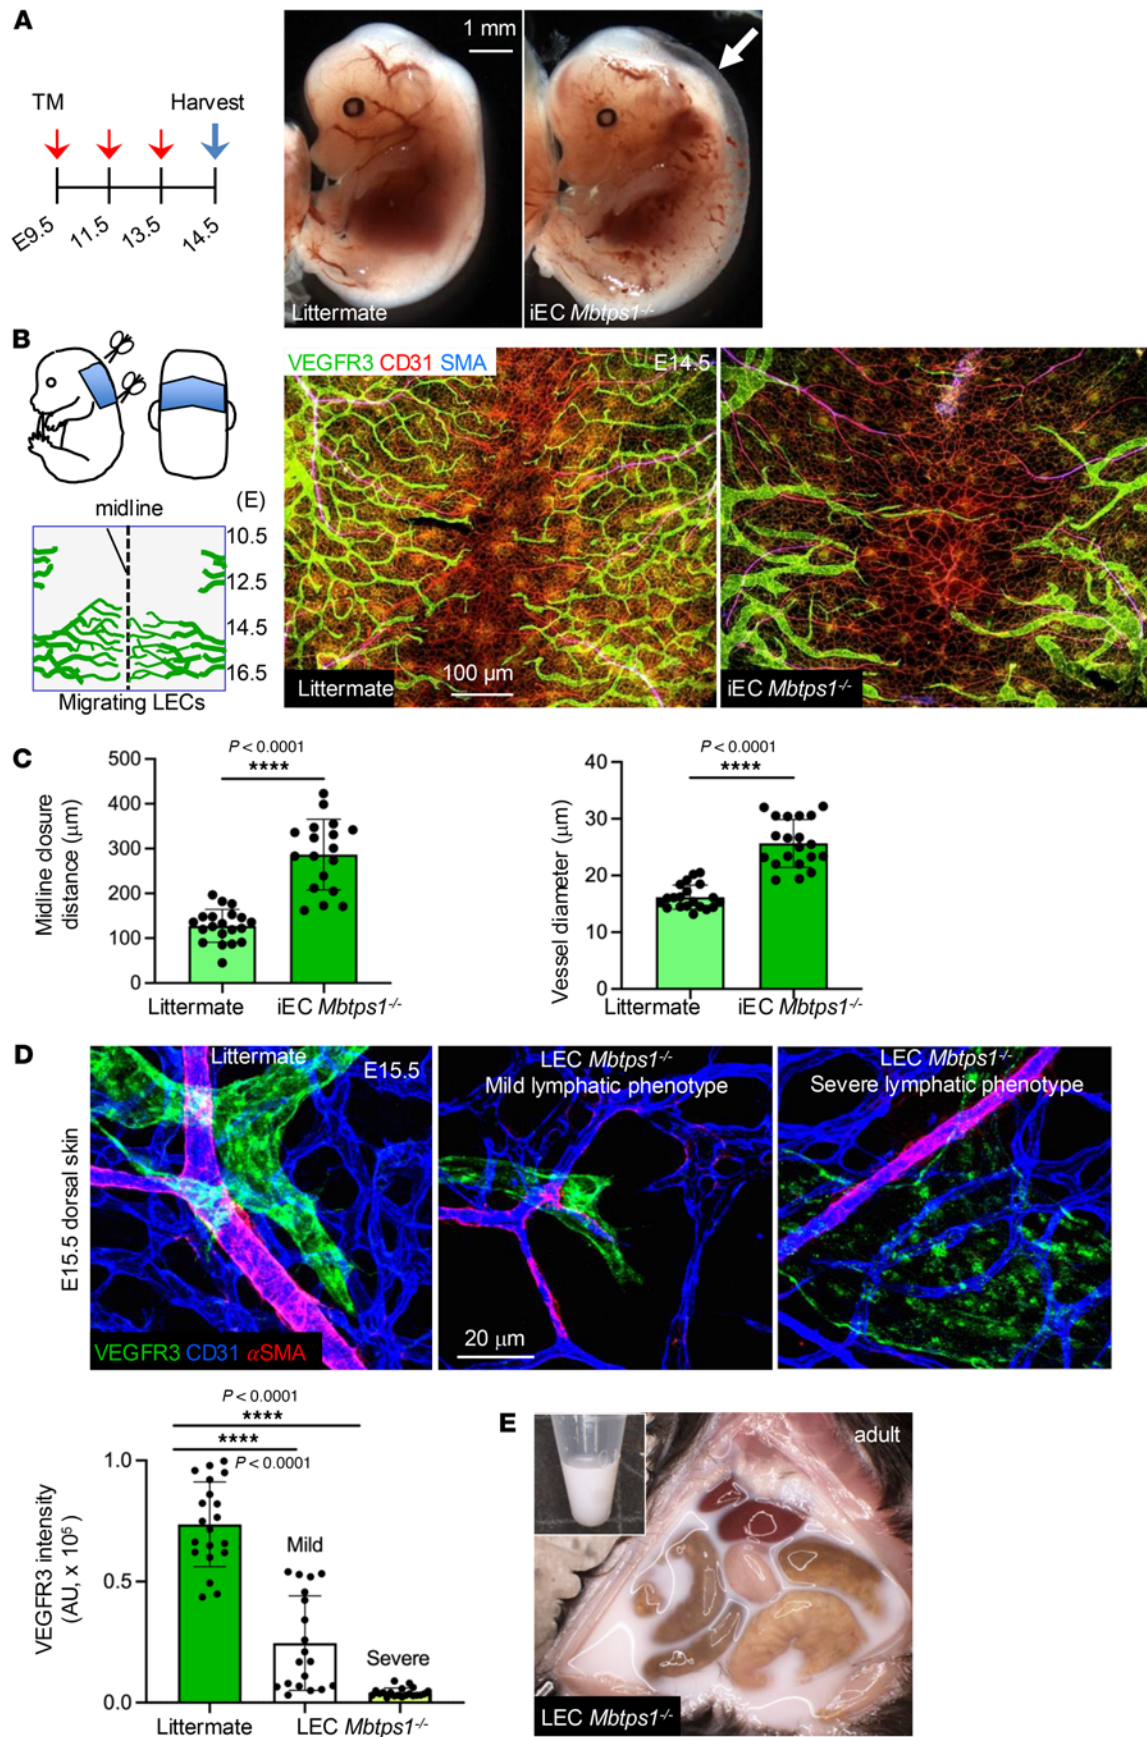 A
TM
Harvest
E9.5
11.5
13.5
14.5
1 mm
Littermate
iEC Mbtps1-/-
B
midline
(E)
10.5
12.5
14.5
16.5
Migrating LECs
VEGFR3 CD31 SMA
E14.5
Littermate
100 μm
iEC Mbtps1-/-
C
Midline closure
distance (μm)
500
400
300
200
100
0
P < 0.0001
****
Littermate
iEC Mbtps1-/-
Vessel diameter (μm)
40
30
20
10
0
P < 0.0001
****
Littermate
iEC Mbtps1-/-
D
E15.5 dorsal skin
Littermate
E15.5
VEGFR3 CD31 αSMA
LEC Mbtps1-/-
Mild lymphatic phenotype
20 μm
LEC Mbtps1-/-
Severe lymphatic phenotype
VEGFR3 intensity
(AU, x 10⁵)
1.0
0.5
0.0
P < 0.0001
****
****
P < 0.0001
Mild
Severe
Littermate
LEC Mbtps1-/-
E
adult
LEC Mbtps1-/-